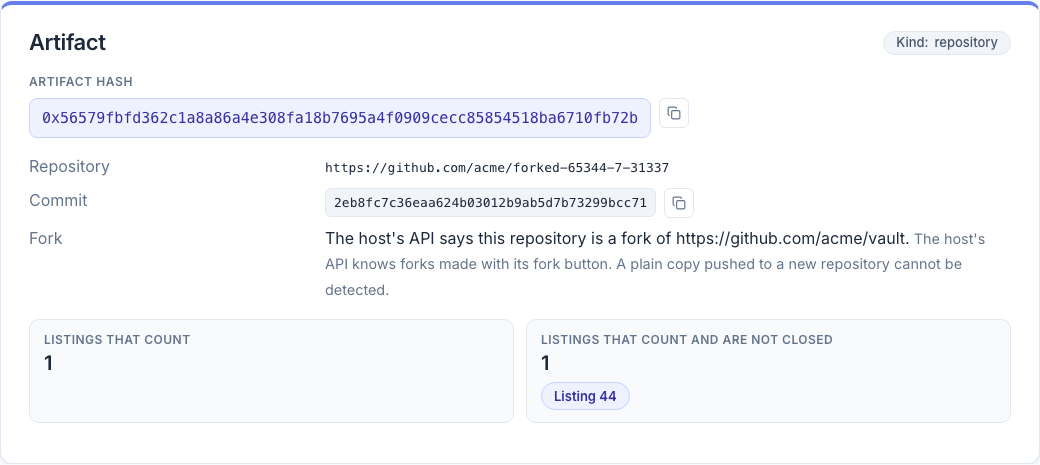 Artifact
Kind: repository
ARTIFACT HASH
0x56579fbfd362c1a8a86a4e308fa18b7695a4f0909cecc85854518ba6710fb72b
Repository
https://github.com/acme/forked-65344-7-31337
Commit
2eb8fc7c36eaa624b03012b9ab5d7b73299bcc71
Fork
The host's API says this repository is a fork of https://github.com/acme/vault. The host's
API knows forks made with its fork button. A plain copy pushed to a new repository cannot be
detected.
LISTINGS THAT COUNT
1
LISTINGS THAT COUNT AND ARE NOT CLOSED
1
Listing 44